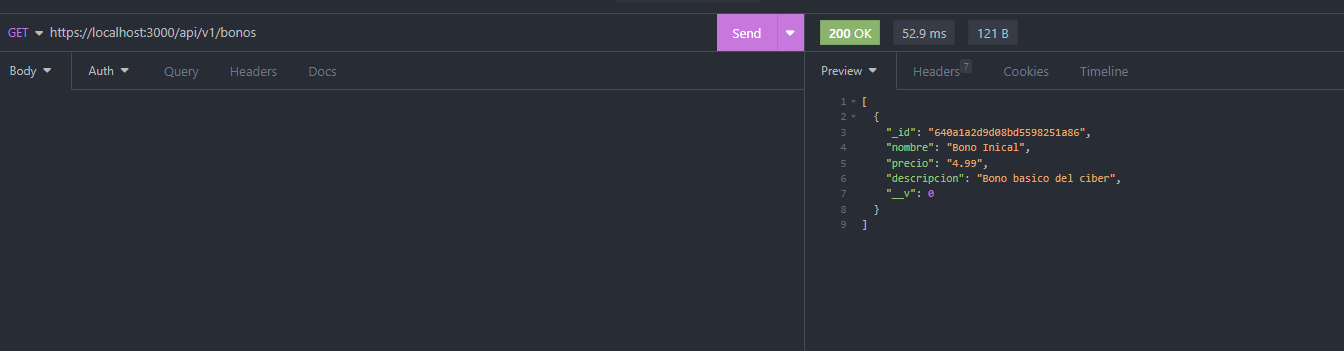 GET https://localhost:3000/api/v1/bonos Send 200 OK 52.9 ms 121 B
Body Auth Query Headers Docs Preview Headers 7 Cookies Timeline
1 [
2 {
3 "_id": "640a1a2d9d08bd5598251a86",
4 "nombre": "Bono Inical",
5 "precio": "4.99",
6 "descripcion": "Bono basico del ciber",
7 "__v": 0
8 }
9 ]